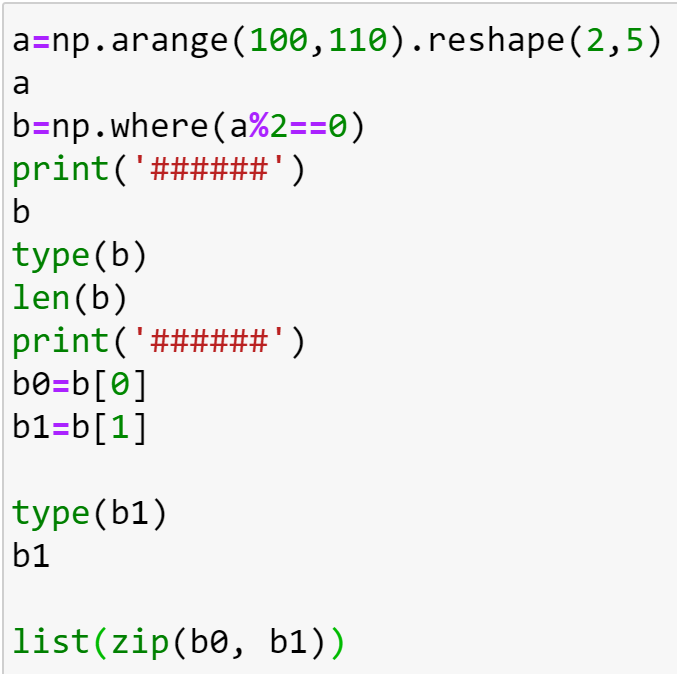 a=np.arange(100,110).reshape(2,5)
a
b=np.where(a%2==0)
print('######')
b
type(b)
len(b)
print('######')
b0=b[0]
b1=b[1]
type(b1)
b1
list(zip(b0, b1))